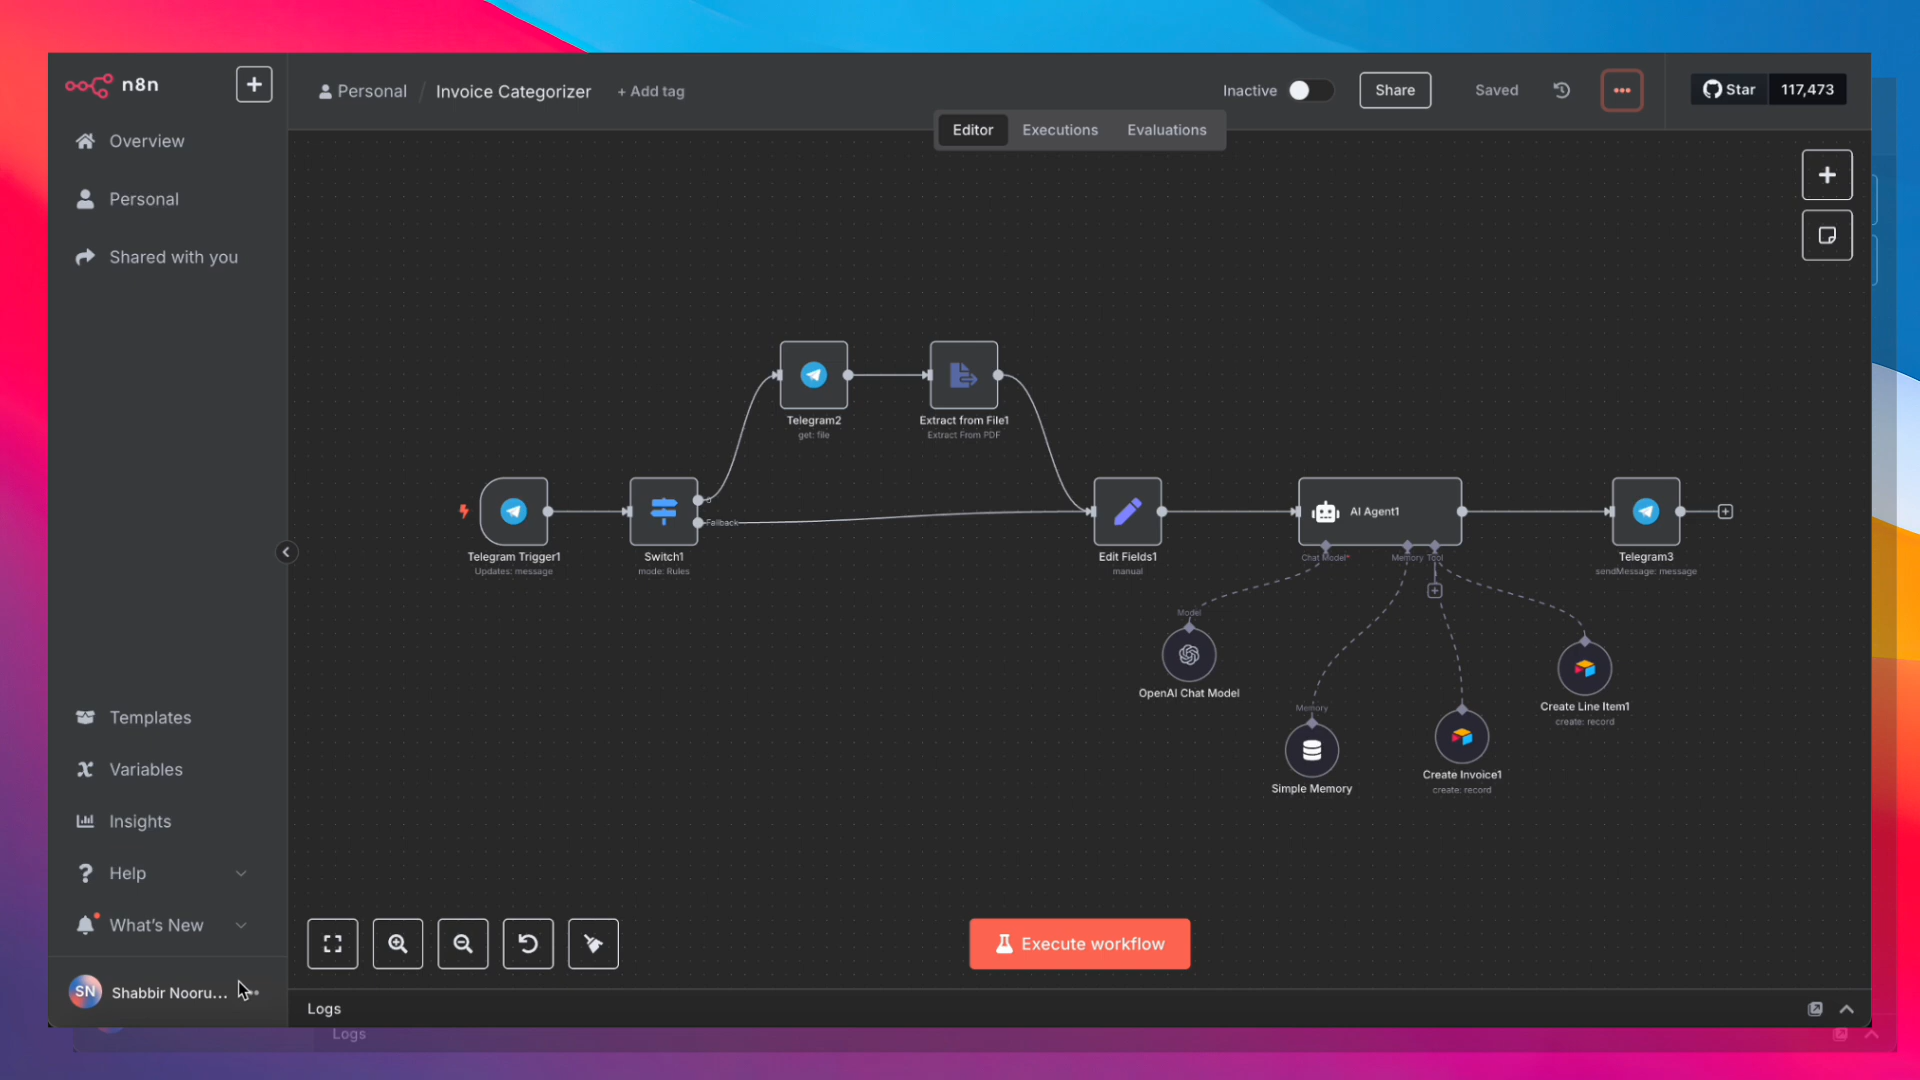 n8n
Personal / Invoice Categorizer + Add tag
Inactive
Share
Saved
Star 117,473
Editor Executions Evaluations
Overview
Personal
Shared with you
Telegram2
get: file
Extract from File1
Extract From PDF
Telegram Trigger1
Updates: message
0
Fallback
Switch1
mode: Rules
Edit Fields1
manual
AI Agent1
Chat Model*
Memory
Tool
Telegram3
sendMessage: message
Model
OpenAI Chat Model
Memory
Simple Memory
Create Invoice1
create: record
Create Line Item1
create: record
Templates
Variables
Insights
Help
What's New
SN Shabbir Nooru...
Execute workflow
Logs
Logs